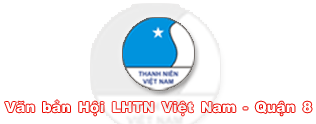 THANH NIÊN
VIỆT NAM
Văn bản Hội LHTN Việt Nam - Quận 8